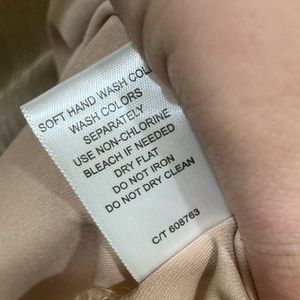 SOFT HAND WASH COL
WASH COLORS
SEPARATELY
USE NON-CHLORINE
BLEACH IF NEEDED
DRY FLAT
DO NOT IRON
DO NOT DRY CLEAN
C/T 608763